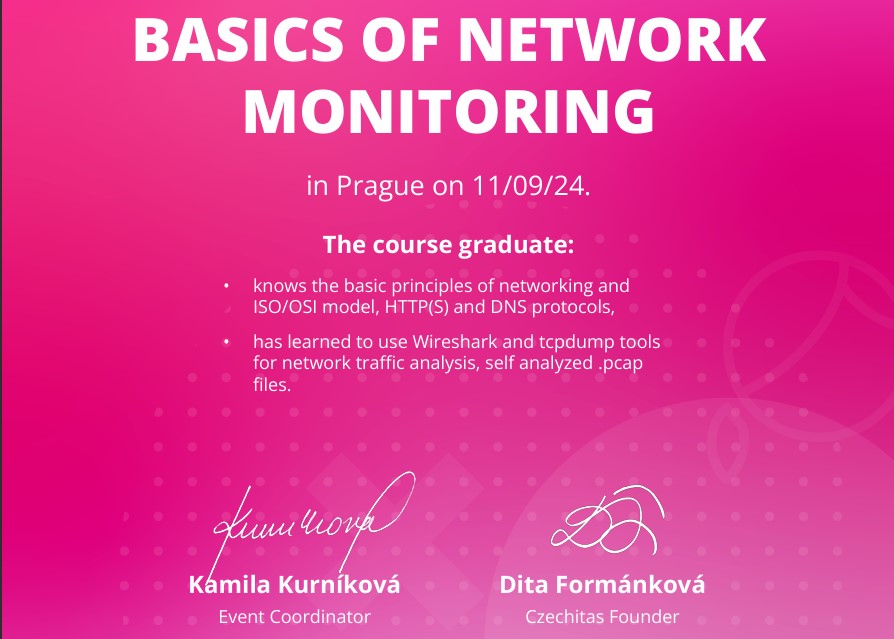 BASICS OF NETWORK
MONITORING
in Prague on 11/09/24.
The course graduate:
• knows the basic principles of networking and
ISO/OSI model, HTTP(S) and DNS protocols,
• has learned to use Wireshark and tcpdump tools
for network traffic analysis, self analyzed .pcap
files.
Kamila Kurníková
Dita Formánková
Event Coordinator
Czechitas Founder